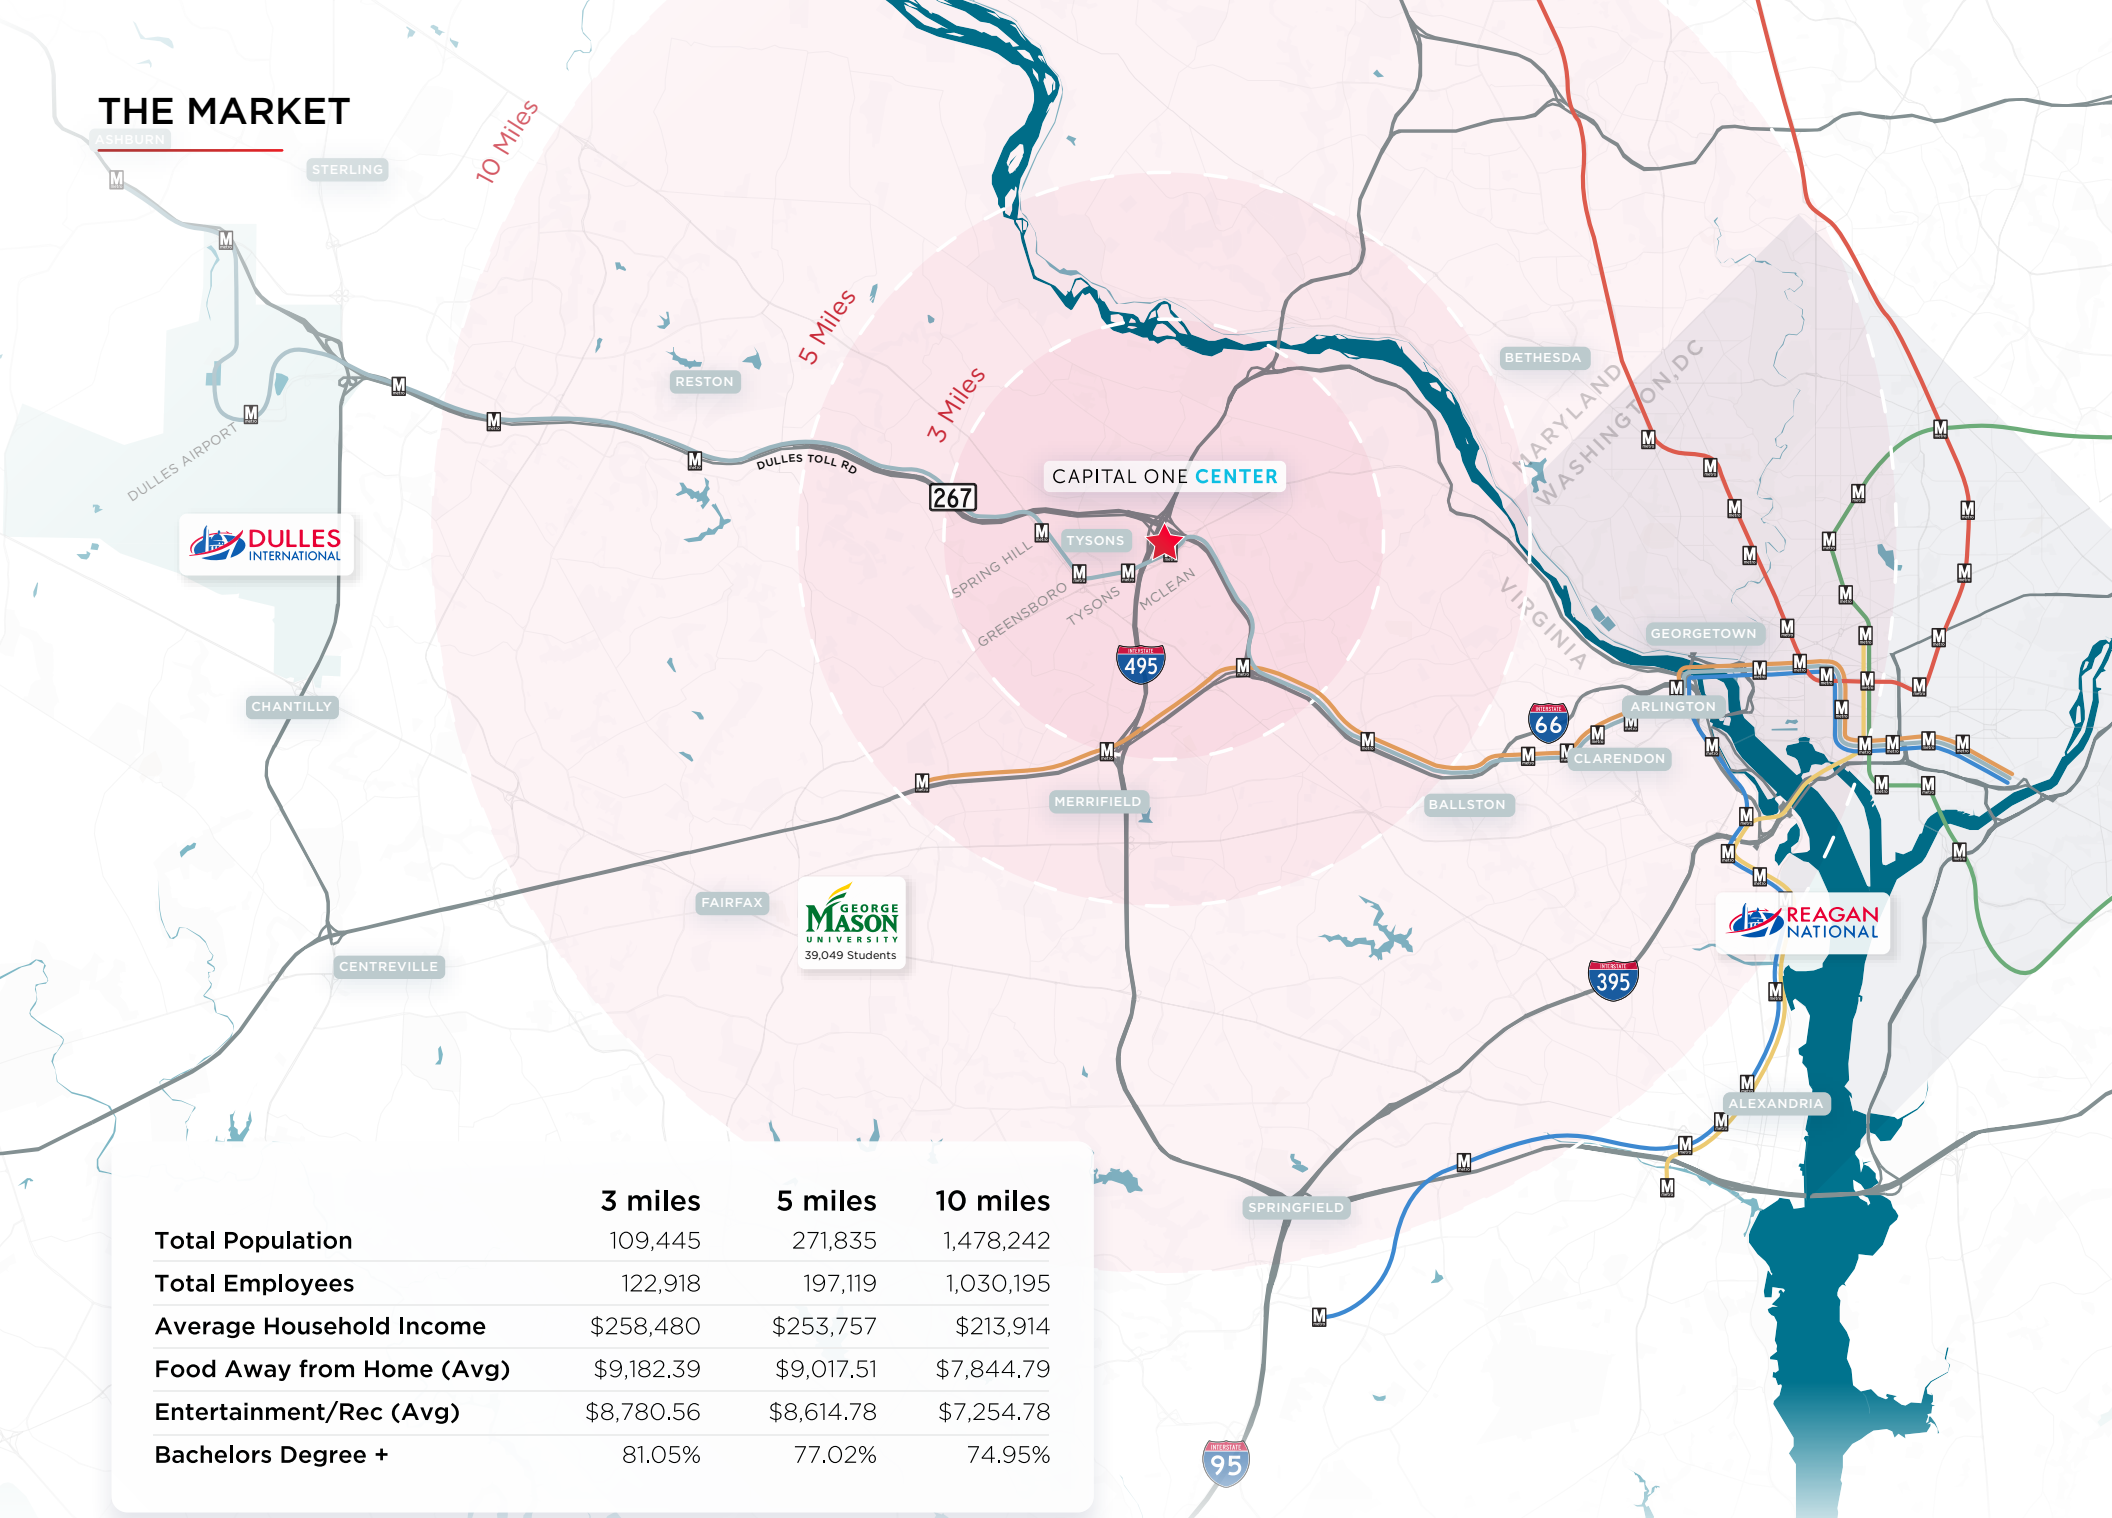 THE MARKET
ASHBURN
STERLING
10 Miles
5 Miles
3 Miles
RESTON
BETHESDA
MARYLAND
WASHINGTON, DC
DULLES AIRPORT
DULLES TOLL RD
267
CAPITAL ONE CENTER
DULLES
INTERNATIONAL
TYSONS
SPRING HILL
GREENSBORO
TYSONS
MCLEAN
VIRGINIA
GEORGETOWN
INTERSTATE
495
CHANTILLY
INTERSTATE
66
ARLINGTON
CLARENDON
MERRIFIELD
BALLSTON
FAIRFAX
GEORGE
MASON
UNIVERSITY
39,049 Students
REAGAN
NATIONAL
CENTREVILLE
INTERSTATE
395
ALEXANDRIA
SPRINGFIELD
INTERSTATE
95
3 miles 5 miles 10 miles
Total Population 109,445 271,835 1,478,242
Total Employees 122,918 197,119 1,030,195
Average Household Income $258,480 $253,757 $213,914
Food Away from Home (Avg) $9,182.39 $9,017.51 $7,844.79
Entertainment/Rec (Avg) $8,780.56 $8,614.78 $7,254.78
Bachelors Degree + 81.05% 77.02% 74.95%